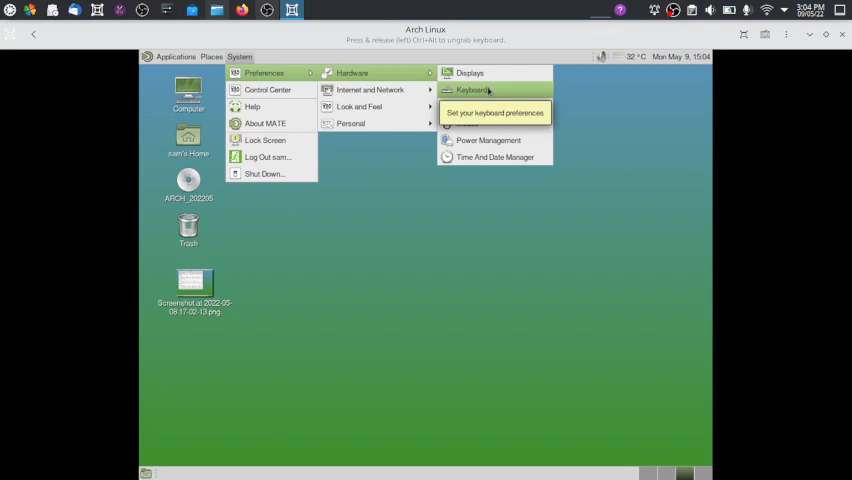 3:04 PM
09/05/22
Arch Linux
Press & release (left) Ctrl+Alt to ungrab keyboard.
Applications Places System
32 °C Mon May 9, 15:04
Preferences
Control Center
Help
About MATE
Lock Screen
Log Out sam...
Shut Down...
Hardware
Internet and Network
Look and Feel
Personal
Displays
Keyboard
Set your keyboard preferences
Power Management
Time And Date Manager
Computer
sam's Home
ARCH_202205
Trash
Screenshot at 2022-05-
08 17-02-13.png